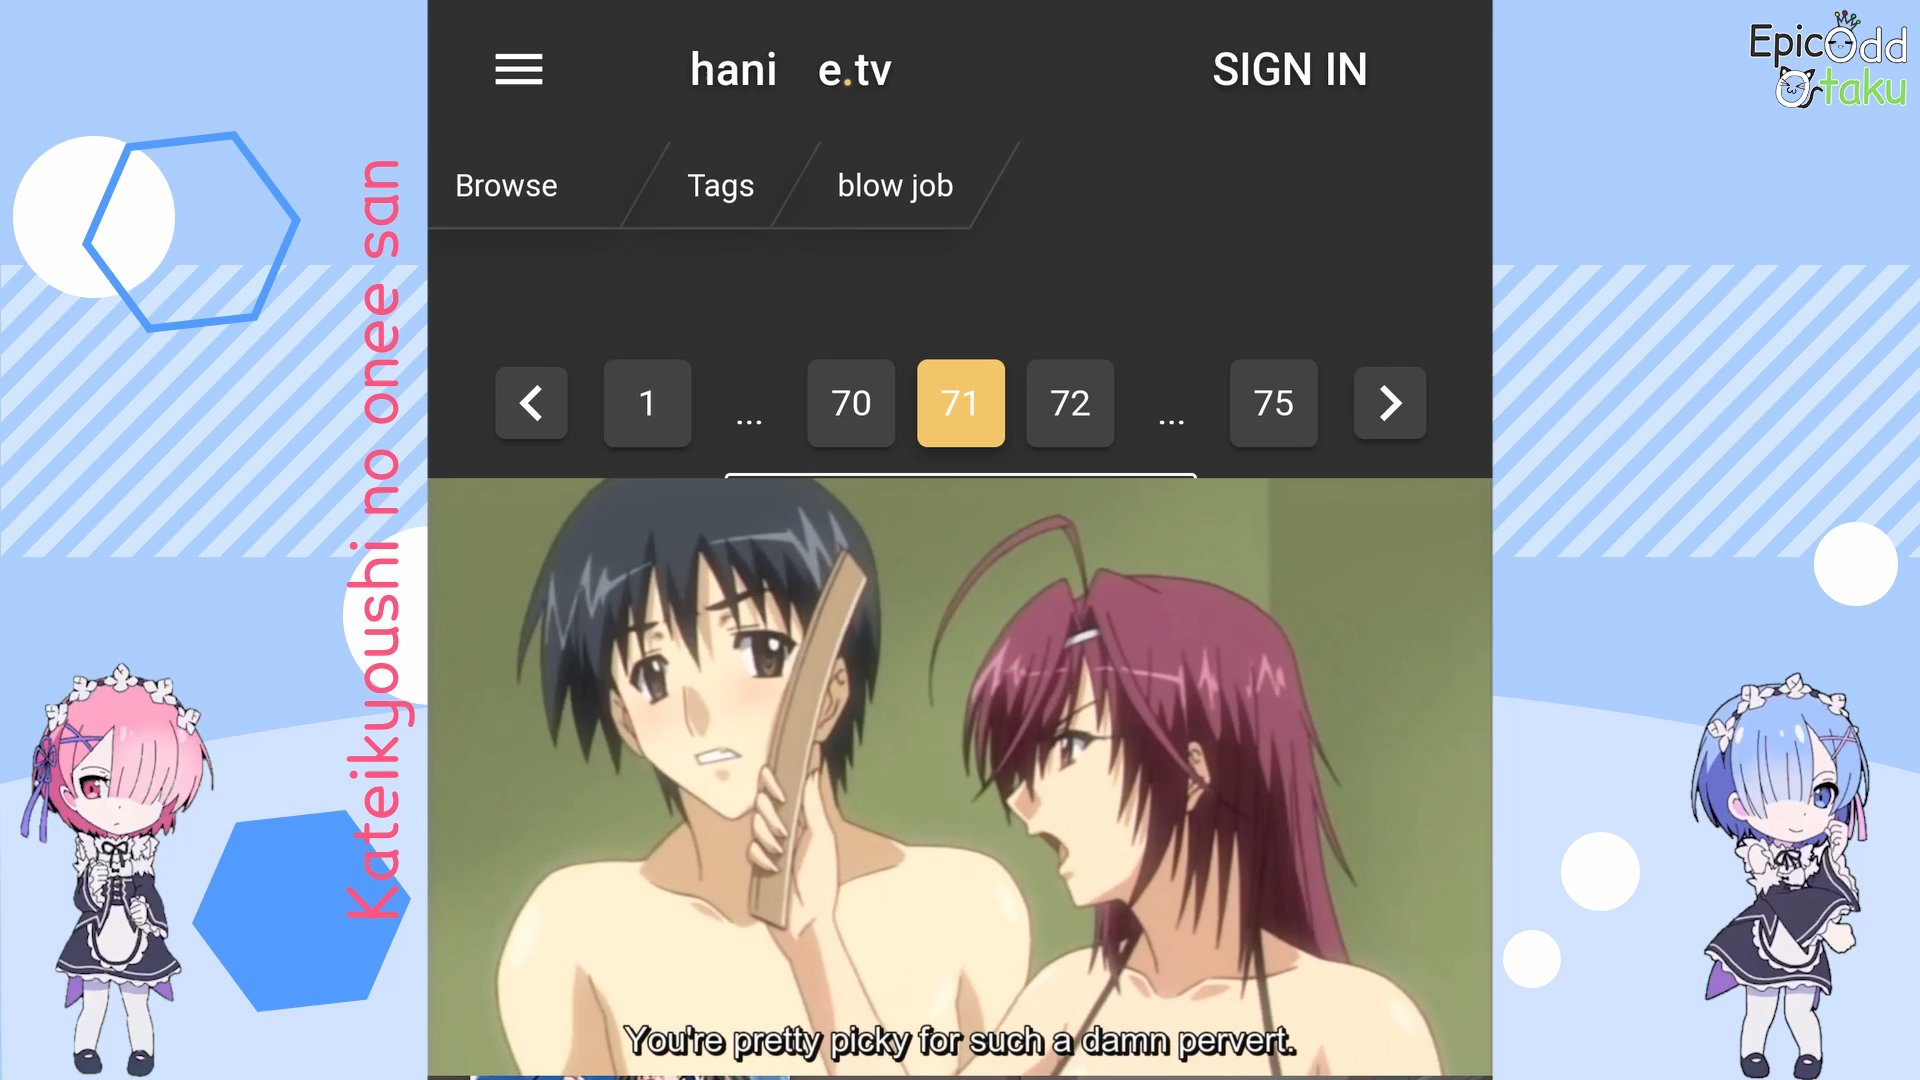 hani e.tv
SIGN IN
Browse
Tags
blow job
1
...
70
71
72
...
75
You're pretty picky for such a damn pervert.
Kateikyoushi no onee san
EpicOdd
Otaku